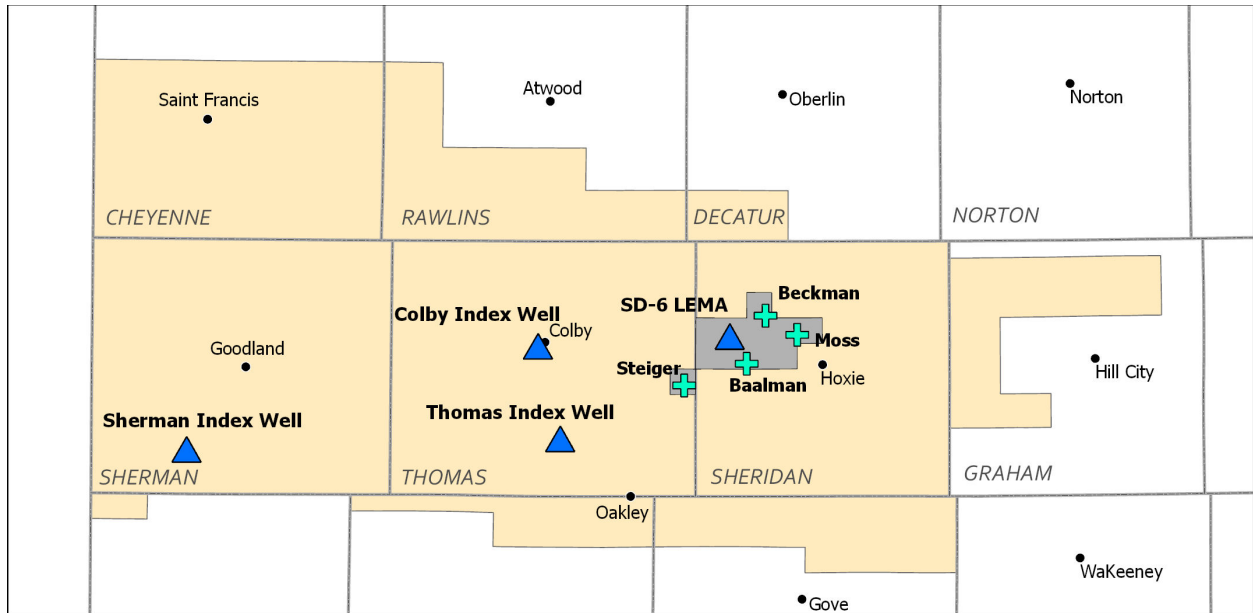 Atwood
Oberlin
Norton
Saint Francis
CHEYENNE
RAWLINS
DECATUR
NORTON
Beckman
SD-6 LEMA
Colby Index Well
Colby
Moss
Goodland
Steiger
Hoxie
Hill City
Baalman
Thomas Index Well
Sherman Index Well
SHERMAN
THOMAS
SHERIDAN
GRAHAM
Oakley
WaKeeney
Gove